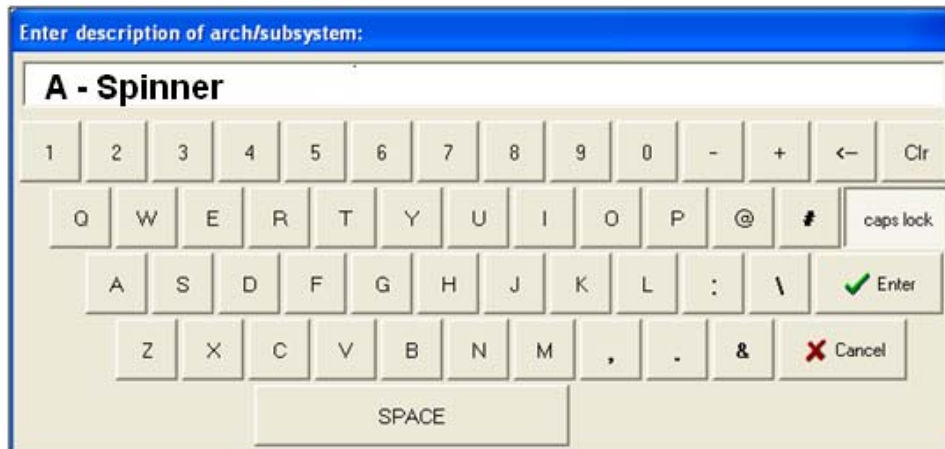 Enter description of arch/subsystem:
A - Spinner
1 2 3 4 5 6 7 8 9 0 - + <-- Clr
Q W E R T Y U I O P @ # caps lock
A S D F G H J K L : \ Enter
Z X C V B N M , . & Cancel
SPACE